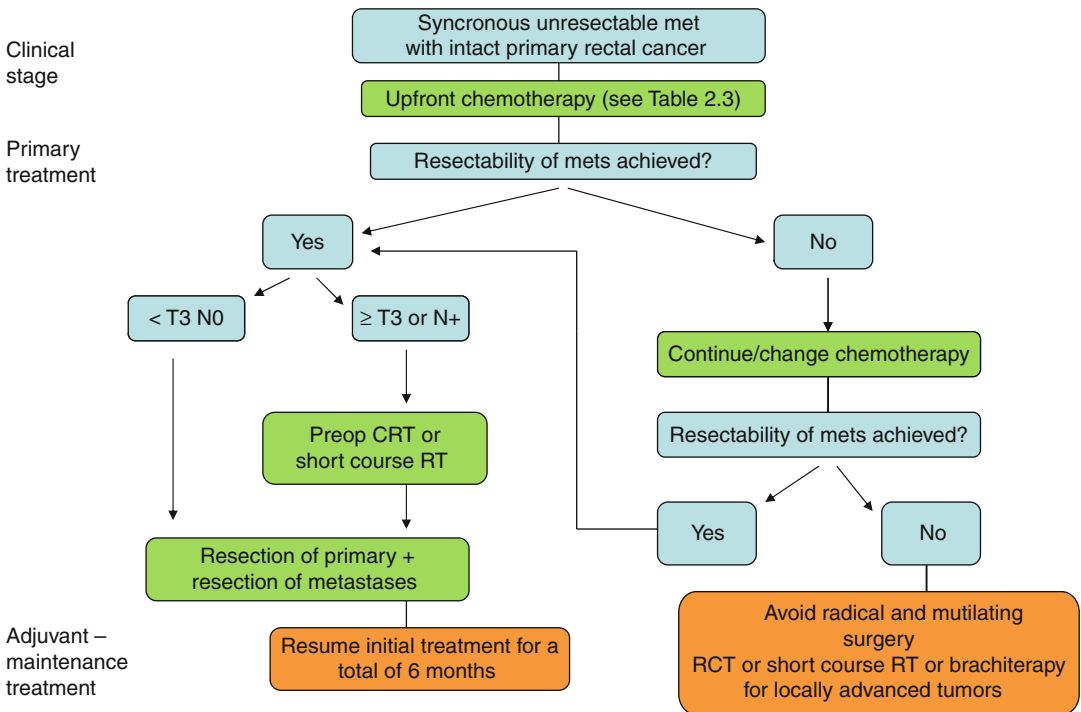 Clinical
stage
Syncronous unresectable met
with intact primary rectal cancer
Upfront chemotherapy (see Table 2.3)
Primary
treatment
Resectability of mets achieved?
Yes
No
< T3 N0
≥ T3 or N+
Continue/change chemotherapy
Preop CRT or
short course RT
Resectability of mets achieved?
Yes
No
Resection of primary +
resection of metastases
Adjuvant –
maintenance
treatment
Resume initial treatment for a
total of 6 months
Avoid radical and mutilating
surgery
RCT or short course RT or brachiterapy
for locally advanced tumors